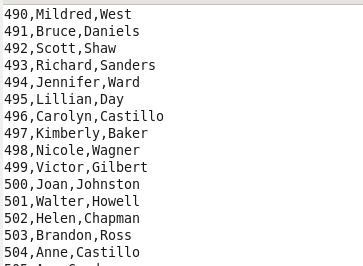 490,Mildred,West
491,Bruce,Daniels
492,Scott,Shaw
493,Richard,Sanders
494,Jennifer,Ward
495,Lillian,Day
496,Carolyn,Castillo
497,Kimberly,Baker
498,Nicole,Wagner
499,Victor,Gilbert
500,Joan,Johnston
501,Walter,Howell
502,Helen,Chapman
503,Brandon,Ross
504,Anne,Castillo